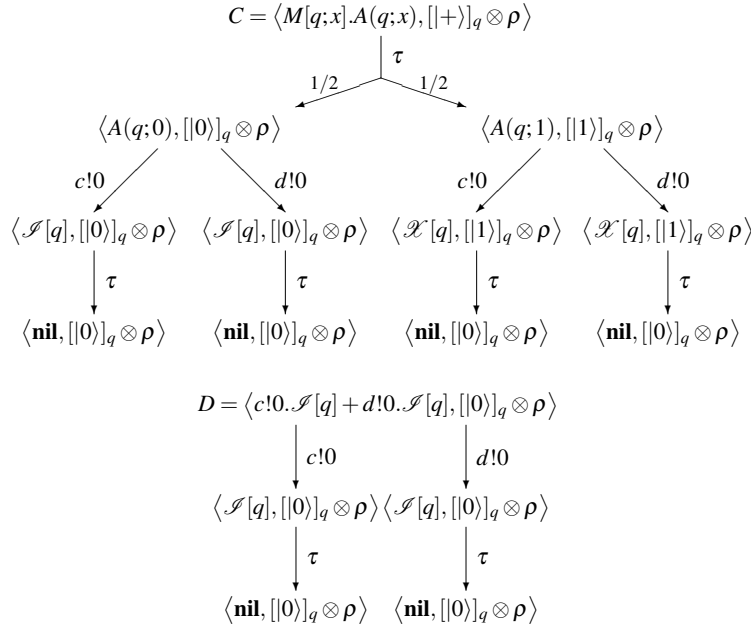 C = ⟨M[q;x].A(q;x), [|+⟩]_q ⊗ ρ⟩
τ
1/2 1/2
⟨A(q;0), [|0⟩]_q ⊗ ρ⟩ ⟨A(q;1), [|1⟩]_q ⊗ ρ⟩
c!0 d!0 c!0 d!0
⟨ℐ[q], [|0⟩]_q ⊗ ρ⟩ ⟨ℐ[q], [|0⟩]_q ⊗ ρ⟩ ⟨𝒳[q], [|1⟩]_q ⊗ ρ⟩ ⟨𝒳[q], [|1⟩]_q ⊗ ρ⟩
τ τ τ τ
⟨nil, [|0⟩]_q ⊗ ρ⟩ ⟨nil, [|0⟩]_q ⊗ ρ⟩ ⟨nil, [|0⟩]_q ⊗ ρ⟩ ⟨nil, [|0⟩]_q ⊗ ρ⟩
D = ⟨c!0.ℐ[q] + d!0.ℐ[q], [|0⟩]_q ⊗ ρ⟩
c!0 d!0
⟨ℐ[q], [|0⟩]_q ⊗ ρ⟩ ⟨ℐ[q], [|0⟩]_q ⊗ ρ⟩
τ τ
⟨nil, [|0⟩]_q ⊗ ρ⟩ ⟨nil, [|0⟩]_q ⊗ ρ⟩